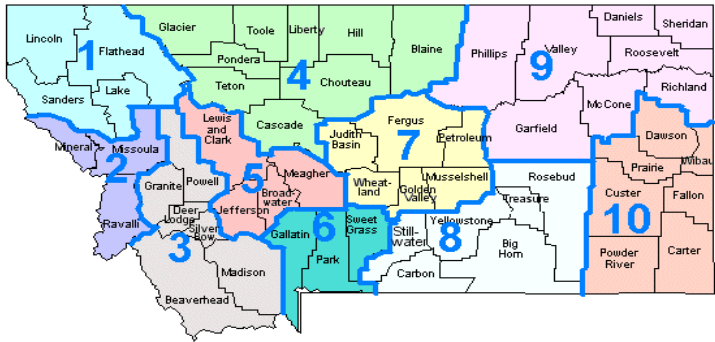 Lincoln
Flathead
1
Sanders
Lake
Glacier
Toole
Liberty
Hill
Blaine
Pondera
4
Chouteau
Teton
Cascade
Phillips
Valley
Daniels
Sheridan
9
Roosevelt
Richland
McCone
Garfield
Mineral
2
Missoula
Ravalli
Granite
Powell
Deer
Lodge
Silver
Bow
3
Madison
Beaverhead
Lewis
and
Clark
5
Meagher
Broad-
water
Jefferson
Judith
Basin
Fergus
7
Petroleum
Wheat-
land
Golden
Valley
Musselshell
6
Gallatin
Park
Sweet
Grass
Still-
water
Yellowstone
8
Carbon
Big
Horn
Treasure
Rosebud
Dawson
Prairie
Wibau
Custer
Fallon
10
Powder
River
Carter